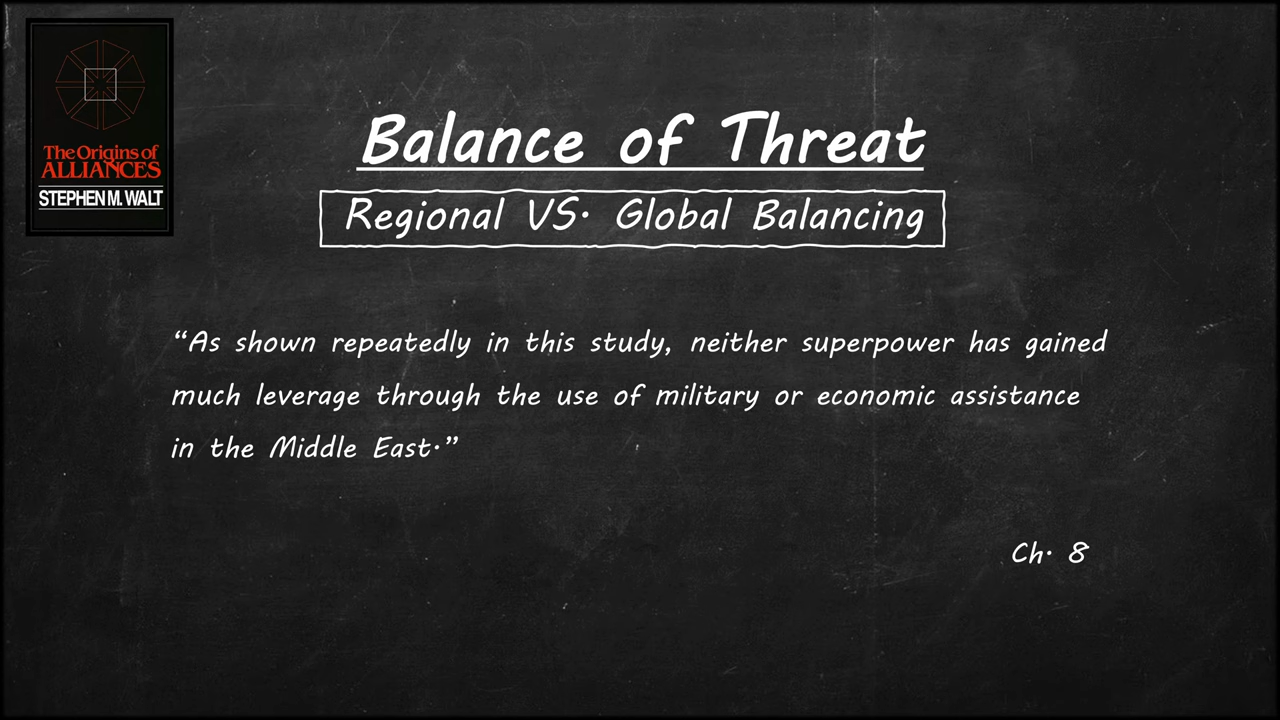 The Origins of
ALLIANCES
STEPHEN M. WALT
Balance of Threat
Regional VS. Global Balancing
“As shown repeatedly in this study, neither superpower has gained
much leverage through the use of military or economic assistance
in the Middle East.”
Ch. 8